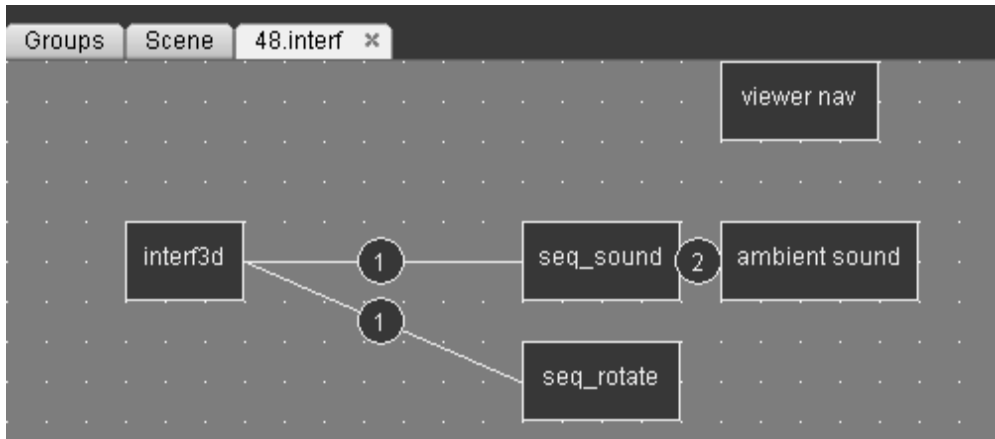 Groups Scene 48.interf ×
viewer nav
interf3d 1 seq_sound 2 ambient sound
1
seq_rotate